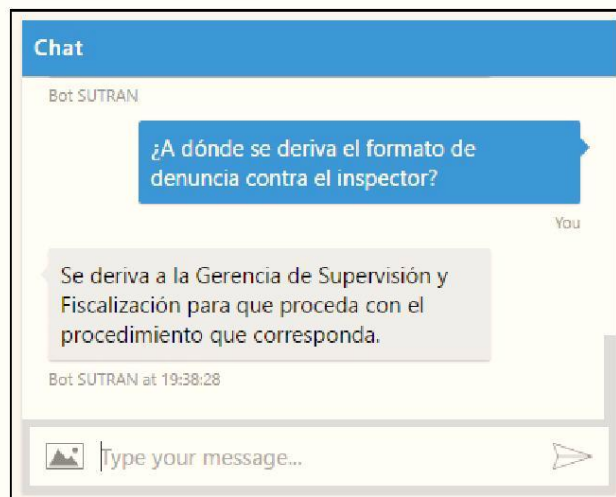 Chat
Bot SUTRAN
¿A dónde se deriva el formato de
denuncia contra el inspector?
You
Se deriva a la Gerencia de Supervisión y
Fiscalización para que proceda con el
procedimiento que corresponda.
Bot SUTRAN at 19:38:28
Type your message...